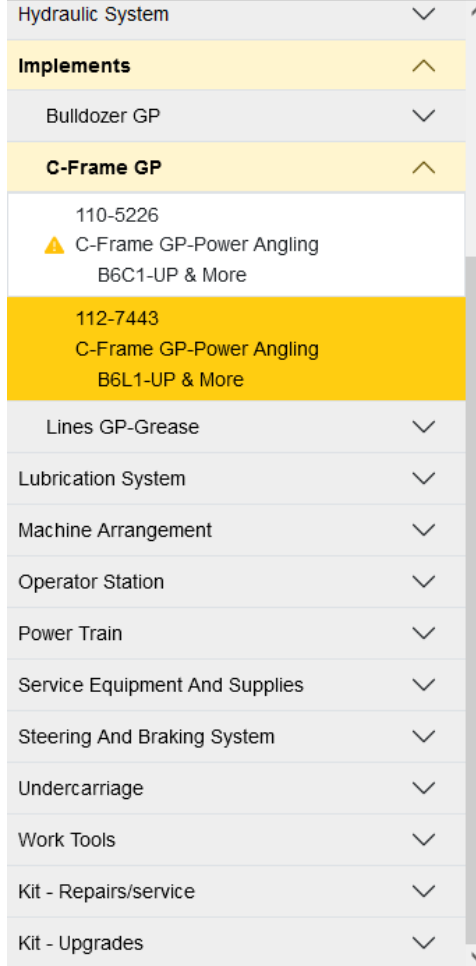 Hydraulic System
Implements
Bulldozer GP
C-Frame GP
110-5226
C-Frame GP-Power Angling
B6C1-UP & More
112-7443
C-Frame GP-Power Angling
B6L1-UP & More
Lines GP-Grease
Lubrication System
Machine Arrangement
Operator Station
Power Train
Service Equipment And Supplies
Steering And Braking System
Undercarriage
Work Tools
Kit - Repairs/service
Kit - Upgrades